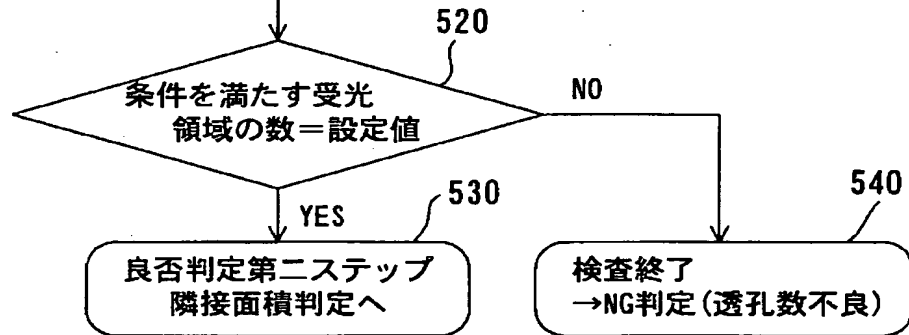 520
条件を満たす受光
領域の数＝設定値
NO
YES
530
良否判定第二ステップ
隣接面積判定へ
540
検査終了
→NG判定(透孔数不良)